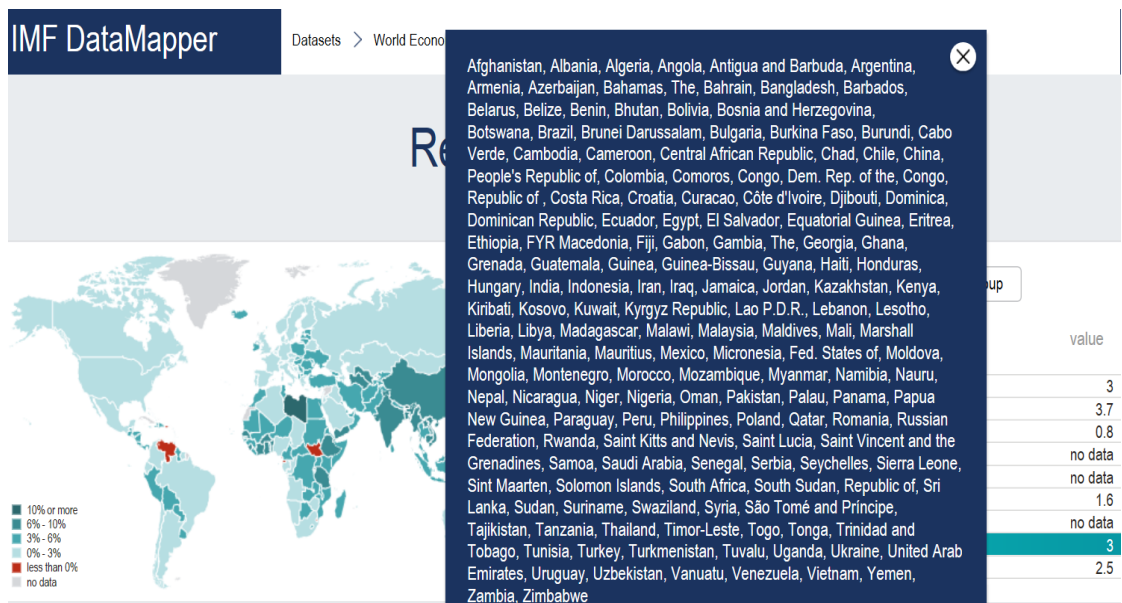 IMF DataMapper
Datasets > World Econo
Re
Afghanistan, Albania, Algeria, Angola, Antigua and Barbuda, Argentina,
Armenia, Azerbaijan, Bahamas, The, Bahrain, Bangladesh, Barbados,
Belarus, Belize, Benin, Bhutan, Bolivia, Bosnia and Herzegovina,
Botswana, Brazil, Brunei Darussalam, Bulgaria, Burkina Faso, Burundi, Cabo
Verde, Cambodia, Cameroon, Central African Republic, Chad, Chile, China,
People's Republic of, Colombia, Comoros, Congo, Dem. Rep. of the, Congo,
Republic of , Costa Rica, Croatia, Curacao, Côte d'Ivoire, Djibouti, Dominica,
Dominican Republic, Ecuador, Egypt, El Salvador, Equatorial Guinea, Eritrea,
Ethiopia, FYR Macedonia, Fiji, Gabon, Gambia, The, Georgia, Ghana,
Grenada, Guatemala, Guinea, Guinea-Bissau, Guyana, Haiti, Honduras,
Hungary, India, Indonesia, Iran, Iraq, Jamaica, Jordan, Kazakhstan, Kenya,
Kiribati, Kosovo, Kuwait, Kyrgyz Republic, Lao P.D.R., Lebanon, Lesotho,
Liberia, Libya, Madagascar, Malawi, Malaysia, Maldives, Mali, Marshall
Islands, Mauritania, Mauritius, Mexico, Micronesia, Fed. States of, Moldova,
Mongolia, Montenegro, Morocco, Mozambique, Myanmar, Namibia, Nauru,
Nepal, Nicaragua, Niger, Nigeria, Oman, Pakistan, Palau, Panama, Papua
New Guinea, Paraguay, Peru, Philippines, Poland, Qatar, Romania, Russian
Federation, Rwanda, Saint Kitts and Nevis, Saint Lucia, Saint Vincent and the
Grenadines, Samoa, Saudi Arabia, Senegal, Serbia, Seychelles, Sierra Leone,
Sint Maarten, Solomon Islands, South Africa, South Sudan, Republic of, Sri
Lanka, Sudan, Suriname, Swaziland, Syria, São Tomé and Príncipe,
Tajikistan, Tanzania, Thailand, Timor-Leste, Togo, Tonga, Trinidad and
Tobago, Tunisia, Turkey, Turkmenistan, Tuvalu, Uganda, Ukraine, United Arab
Emirates, Uruguay, Uzbekistan, Vanuatu, Venezuela, Vietnam, Yemen,
Zambia, Zimbabwe
10% or more
6% - 10%
3% - 6%
0% - 3%
less than 0%
no data
up
value
3
3.7
0.8
no data
no data
1.6
no data
3
2.5